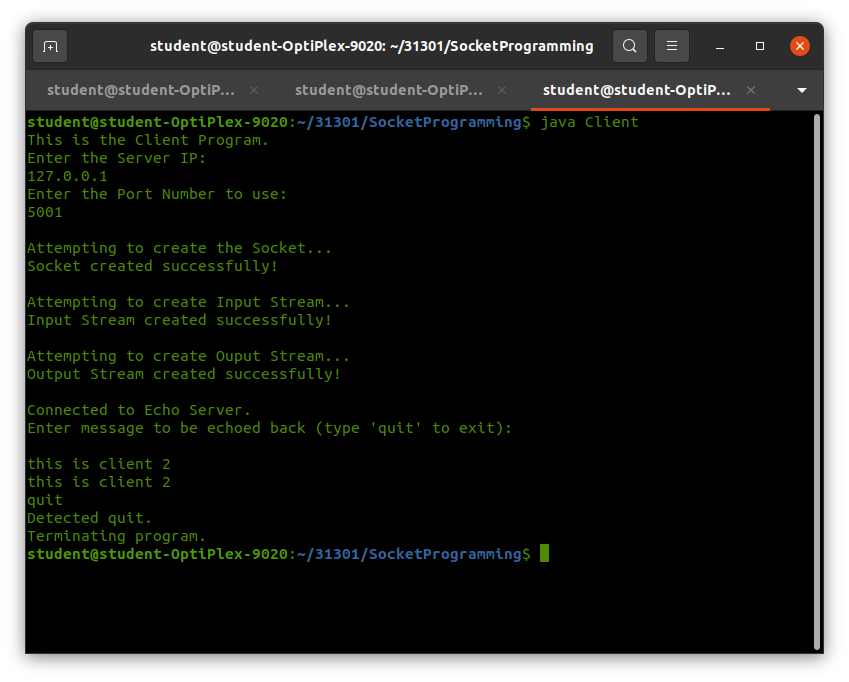 student@student-OptiPlex-9020: ~/31301/SocketProgramming
student@student-OptiP... student@student-OptiP... student@student-OptiP...
student@student-OptiPlex-9020:~/31301/SocketProgramming$ java Client
This is the Client Program.
Enter the Server IP:
127.0.0.1
Enter the Port Number to use:
5001
Attempting to create the Socket...
Socket created successfully!
Attempting to create Input Stream...
Input Stream created successfully!
Attempting to create Ouput Stream...
Output Stream created successfully!
Connected to Echo Server.
Enter message to be echoed back (type 'quit' to exit):
this is client 2
this is client 2
quit
Detected quit.
Terminating program.
student@student-OptiPlex-9020:~/31301/SocketProgramming$